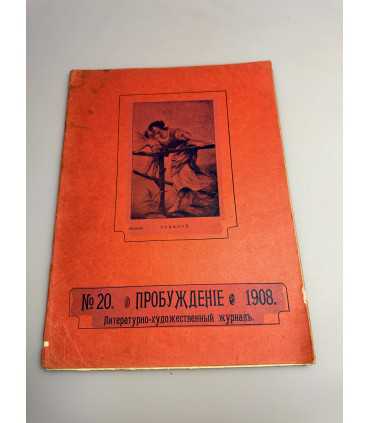 № 20. ПРОБУЖДЕНІЕ 1908.
Литературно-художественный журналъ.